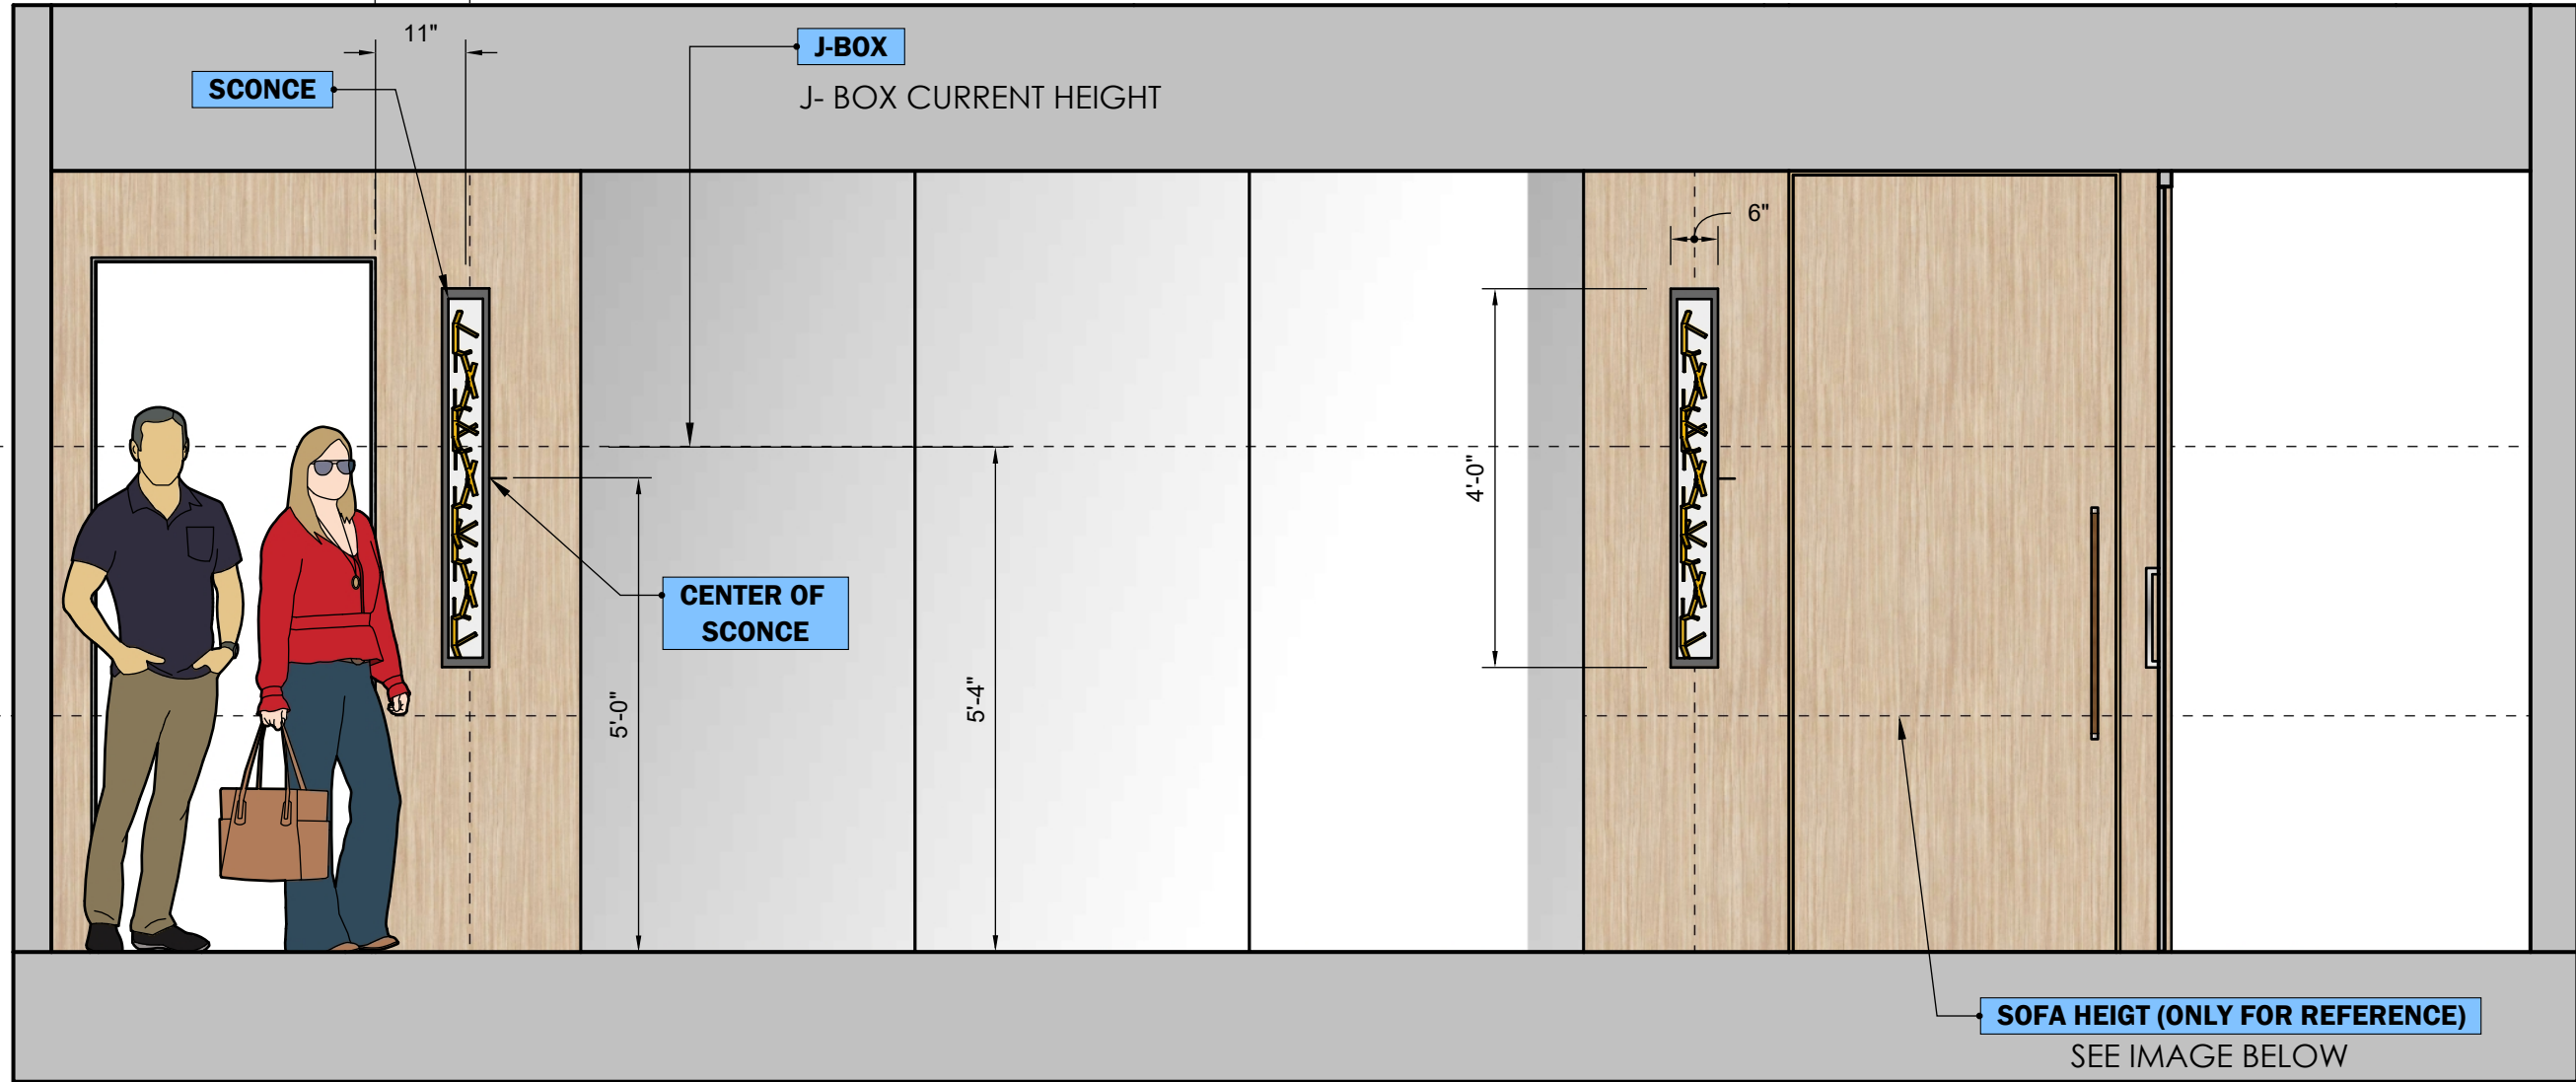 11"
J-BOX
SCONCE
J- BOX CURRENT HEIGHT
6"
4'-0"
CENTER OF
SCONCE
5'-0"
5'-4"
SOFA HEIGT (ONLY FOR REFERENCE)
SEE IMAGE BELOW